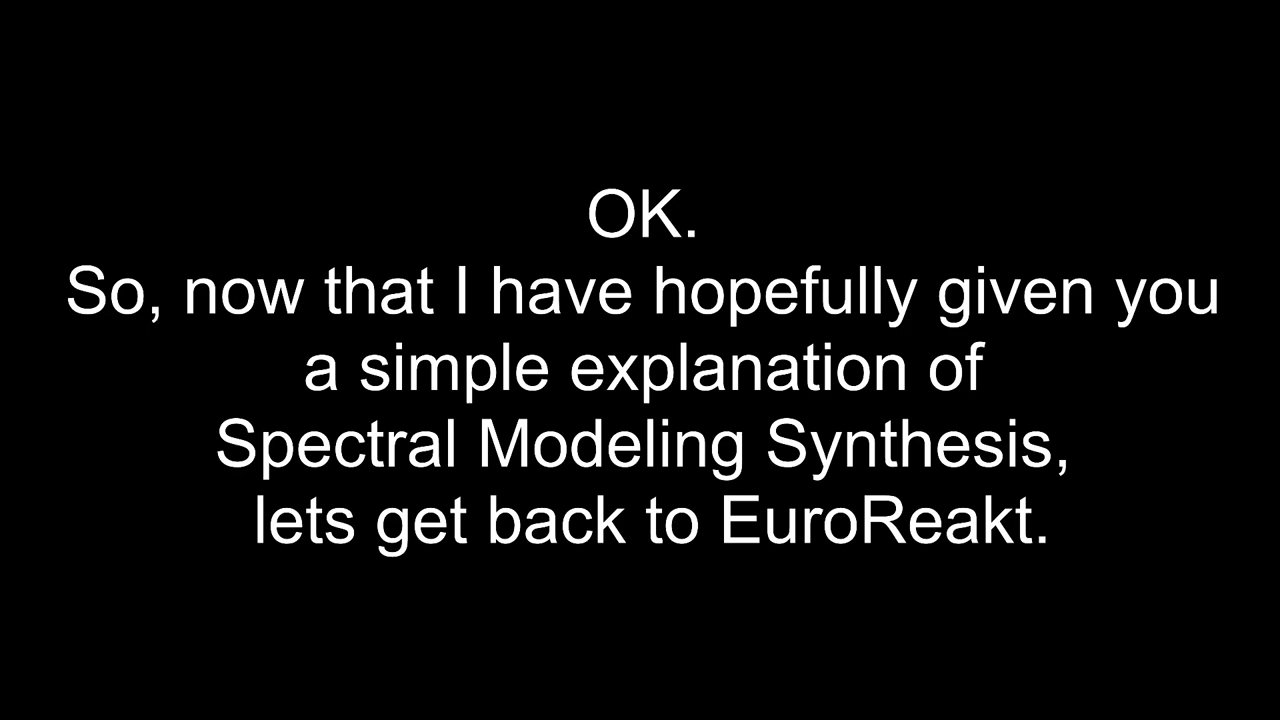 OK.
So, now that I have hopefully given you
a simple explanation of
Spectral Modeling Synthesis,
lets get back to EuroReakt.